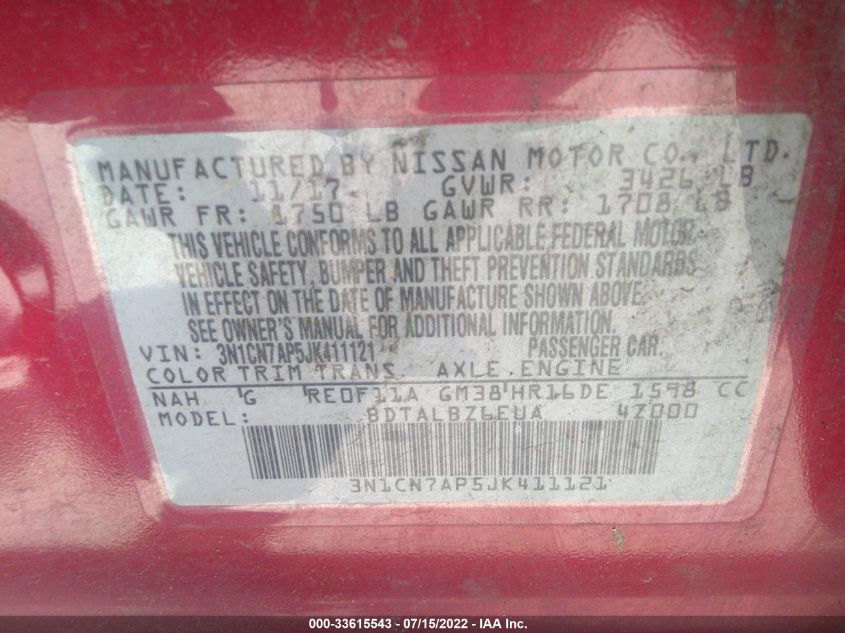 MANUFACTURED BY NISSAN MOTOR CO., LTD.
DATE: 11/17 GVWR: 3426 LB
GAWR FR: 1750 LB GAWR RR: 1708 LB
THIS VEHICLE CONFORMS TO ALL APPLICABLE FEDERAL MOTOR
VEHICLE SAFETY, BUMPER AND THEFT PREVENTION STANDARDS
IN EFFECT ON THE DATE OF MANUFACTURE SHOWN ABOVE.
SEE OWNER'S MANUAL FOR ADDITIONAL INFORMATION.
VIN: 3N1CN7AP5JK411121 PASSENGER CAR
COLOR TRIM TRANS AXLE ENGINE
NAH G RE0F11A GM38 HR16DE 1598 CC
MODEL: BDTALBZ6EUA 4Z000
3N1CN7AP5JK411121
000-33615543 - 07/15/2022 - IAA Inc.